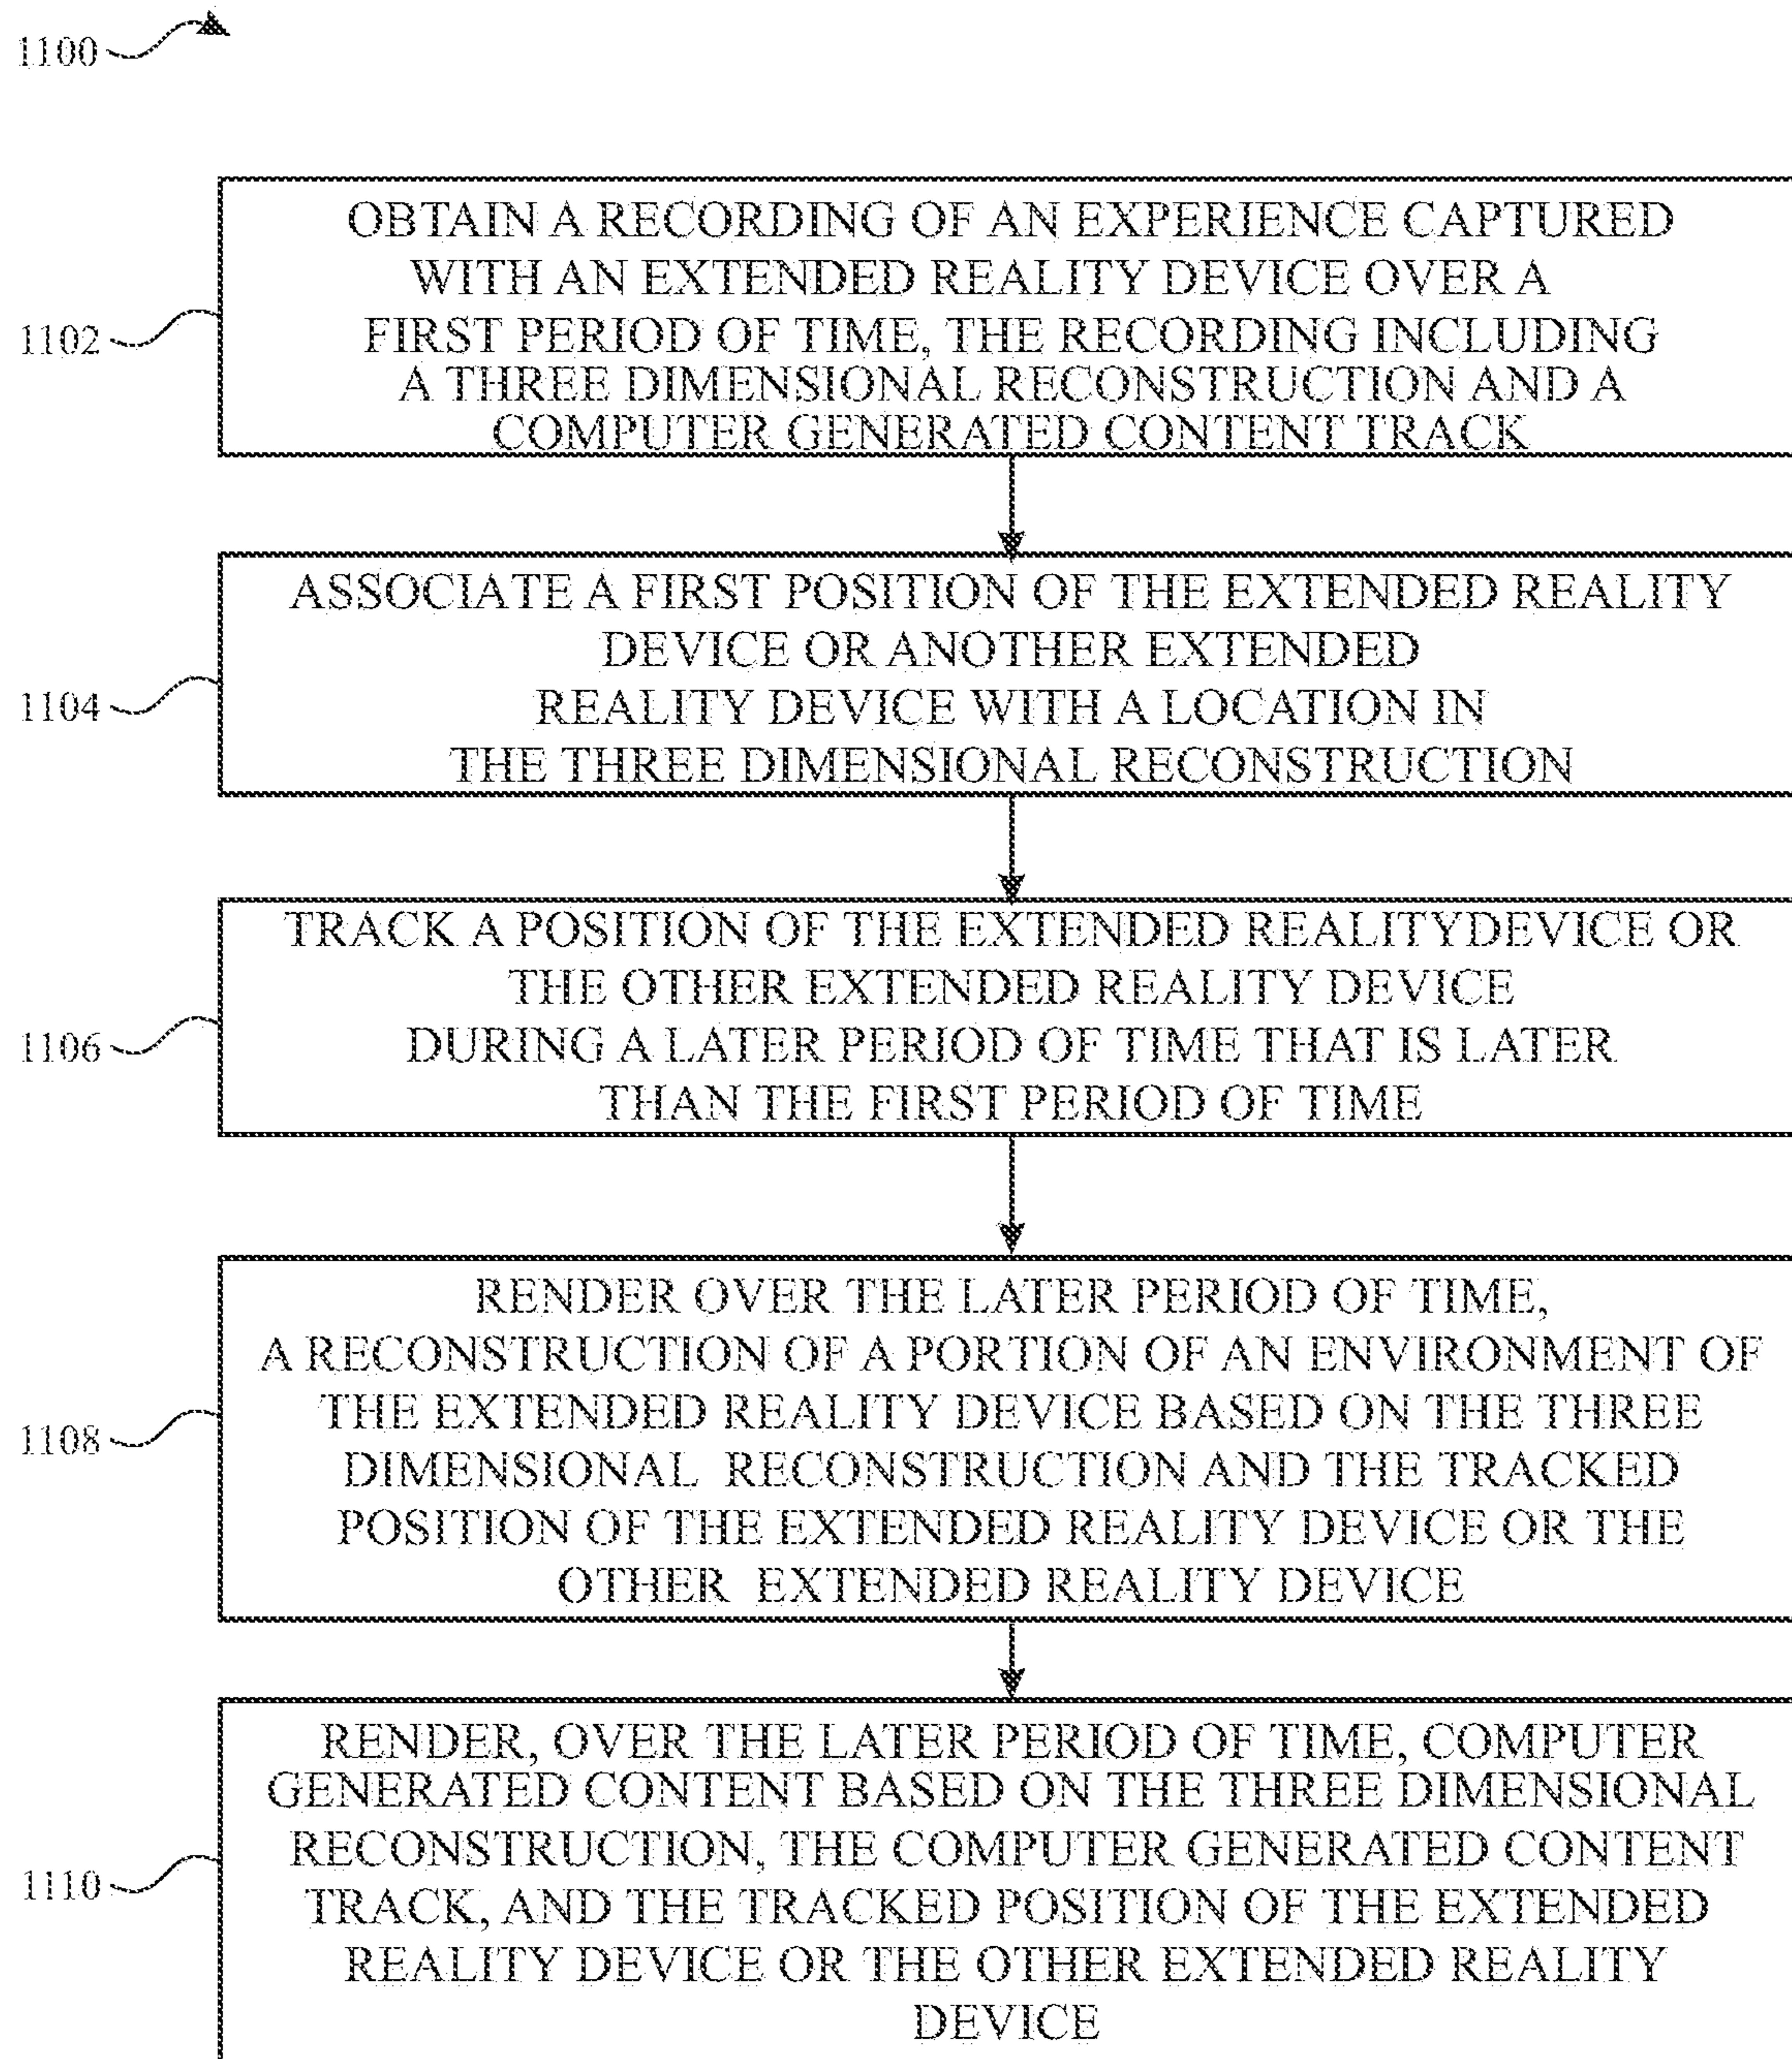 1100
1102
OBTAIN A RECORDING OF AN EXPERIENCE CAPTURED
WITH AN EXTENDED REALITY DEVICE OVER A
FIRST PERIOD OF TIME, THE RECORDING INCLUDING
A THREE DIMENSIONAL RECONSTRUCTION AND A
COMPUTER GENERATED CONTENT TRACK
1104
ASSOCIATE A FIRST POSITION OF THE EXTENDED REALITY
DEVICE OR ANOTHER EXTENDED
REALITY DEVICE WITH A LOCATION IN
THE THREE DIMENSIONAL RECONSTRUCTION
1106
TRACK A POSITION OF THE EXTENDED REALITYDEVICE OR
THE OTHER EXTENDED REALITY DEVICE
DURING A LATER PERIOD OF TIME THAT IS LATER
THAN THE FIRST PERIOD OF TIME
1108
RENDER OVER THE LATER PERIOD OF TIME,
A RECONSTRUCTION OF A PORTION OF AN ENVIRONMENT OF
THE EXTENDED REALITY DEVICE BASED ON THE THREE
DIMENSIONAL RECONSTRUCTION AND THE TRACKED
POSITION OF THE EXTENDED REALITY DEVICE OR THE
OTHER EXTENDED REALITY DEVICE
1110
RENDER, OVER THE LATER PERIOD OF TIME, COMPUTER
GENERATED CONTENT BASED ON THE THREE DIMENSIONAL
RECONSTRUCTION, THE COMPUTER GENERATED CONTENT
TRACK, AND THE TRACKED POSITION OF THE EXTENDED
REALITY DEVICE OR THE OTHER EXTENDED REALITY
DEVICE